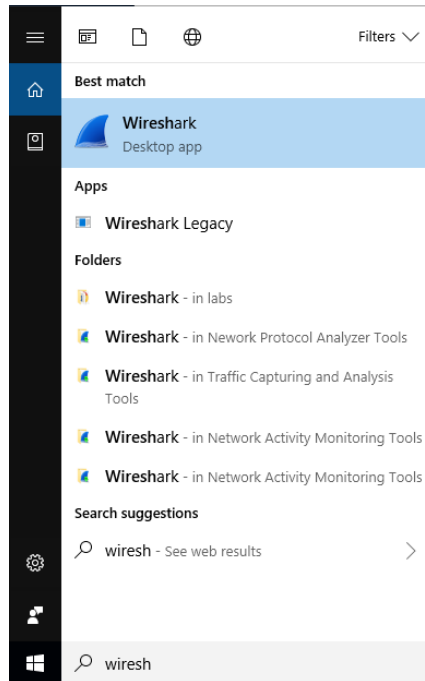 Filters
Best match
Wireshark
Desktop app
Apps
Wireshark Legacy
Folders
Wireshark - in labs
Wireshark - in Nework Protocol Analyzer Tools
Wireshark - in Traffic Capturing and Analysis
Tools
Wireshark - in Network Activity Monitoring Tools
Wireshark - in Network Activity Monitoring Tools
Search suggestions
wiresh - See web results
wiresh